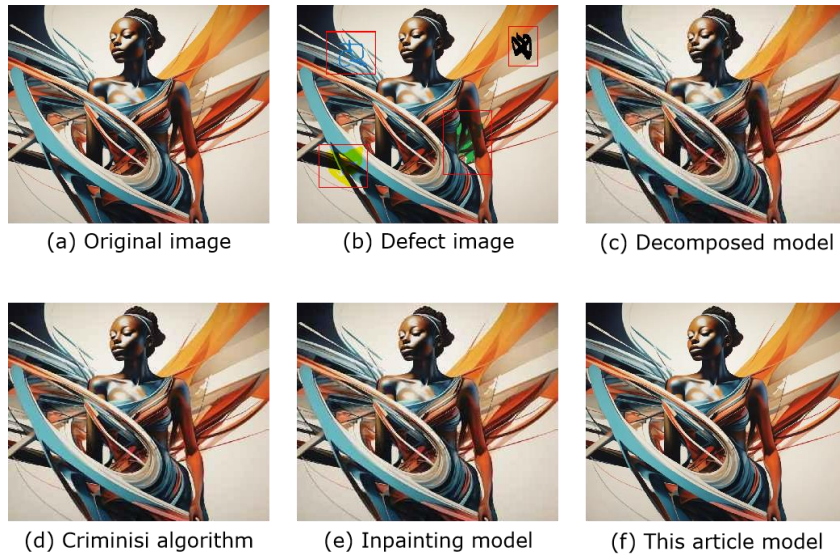 (a) Original image
(b) Defect image
(c) Decomposed model
(d) Criminisi algorithm
(e) Inpainting model
(f) This article model